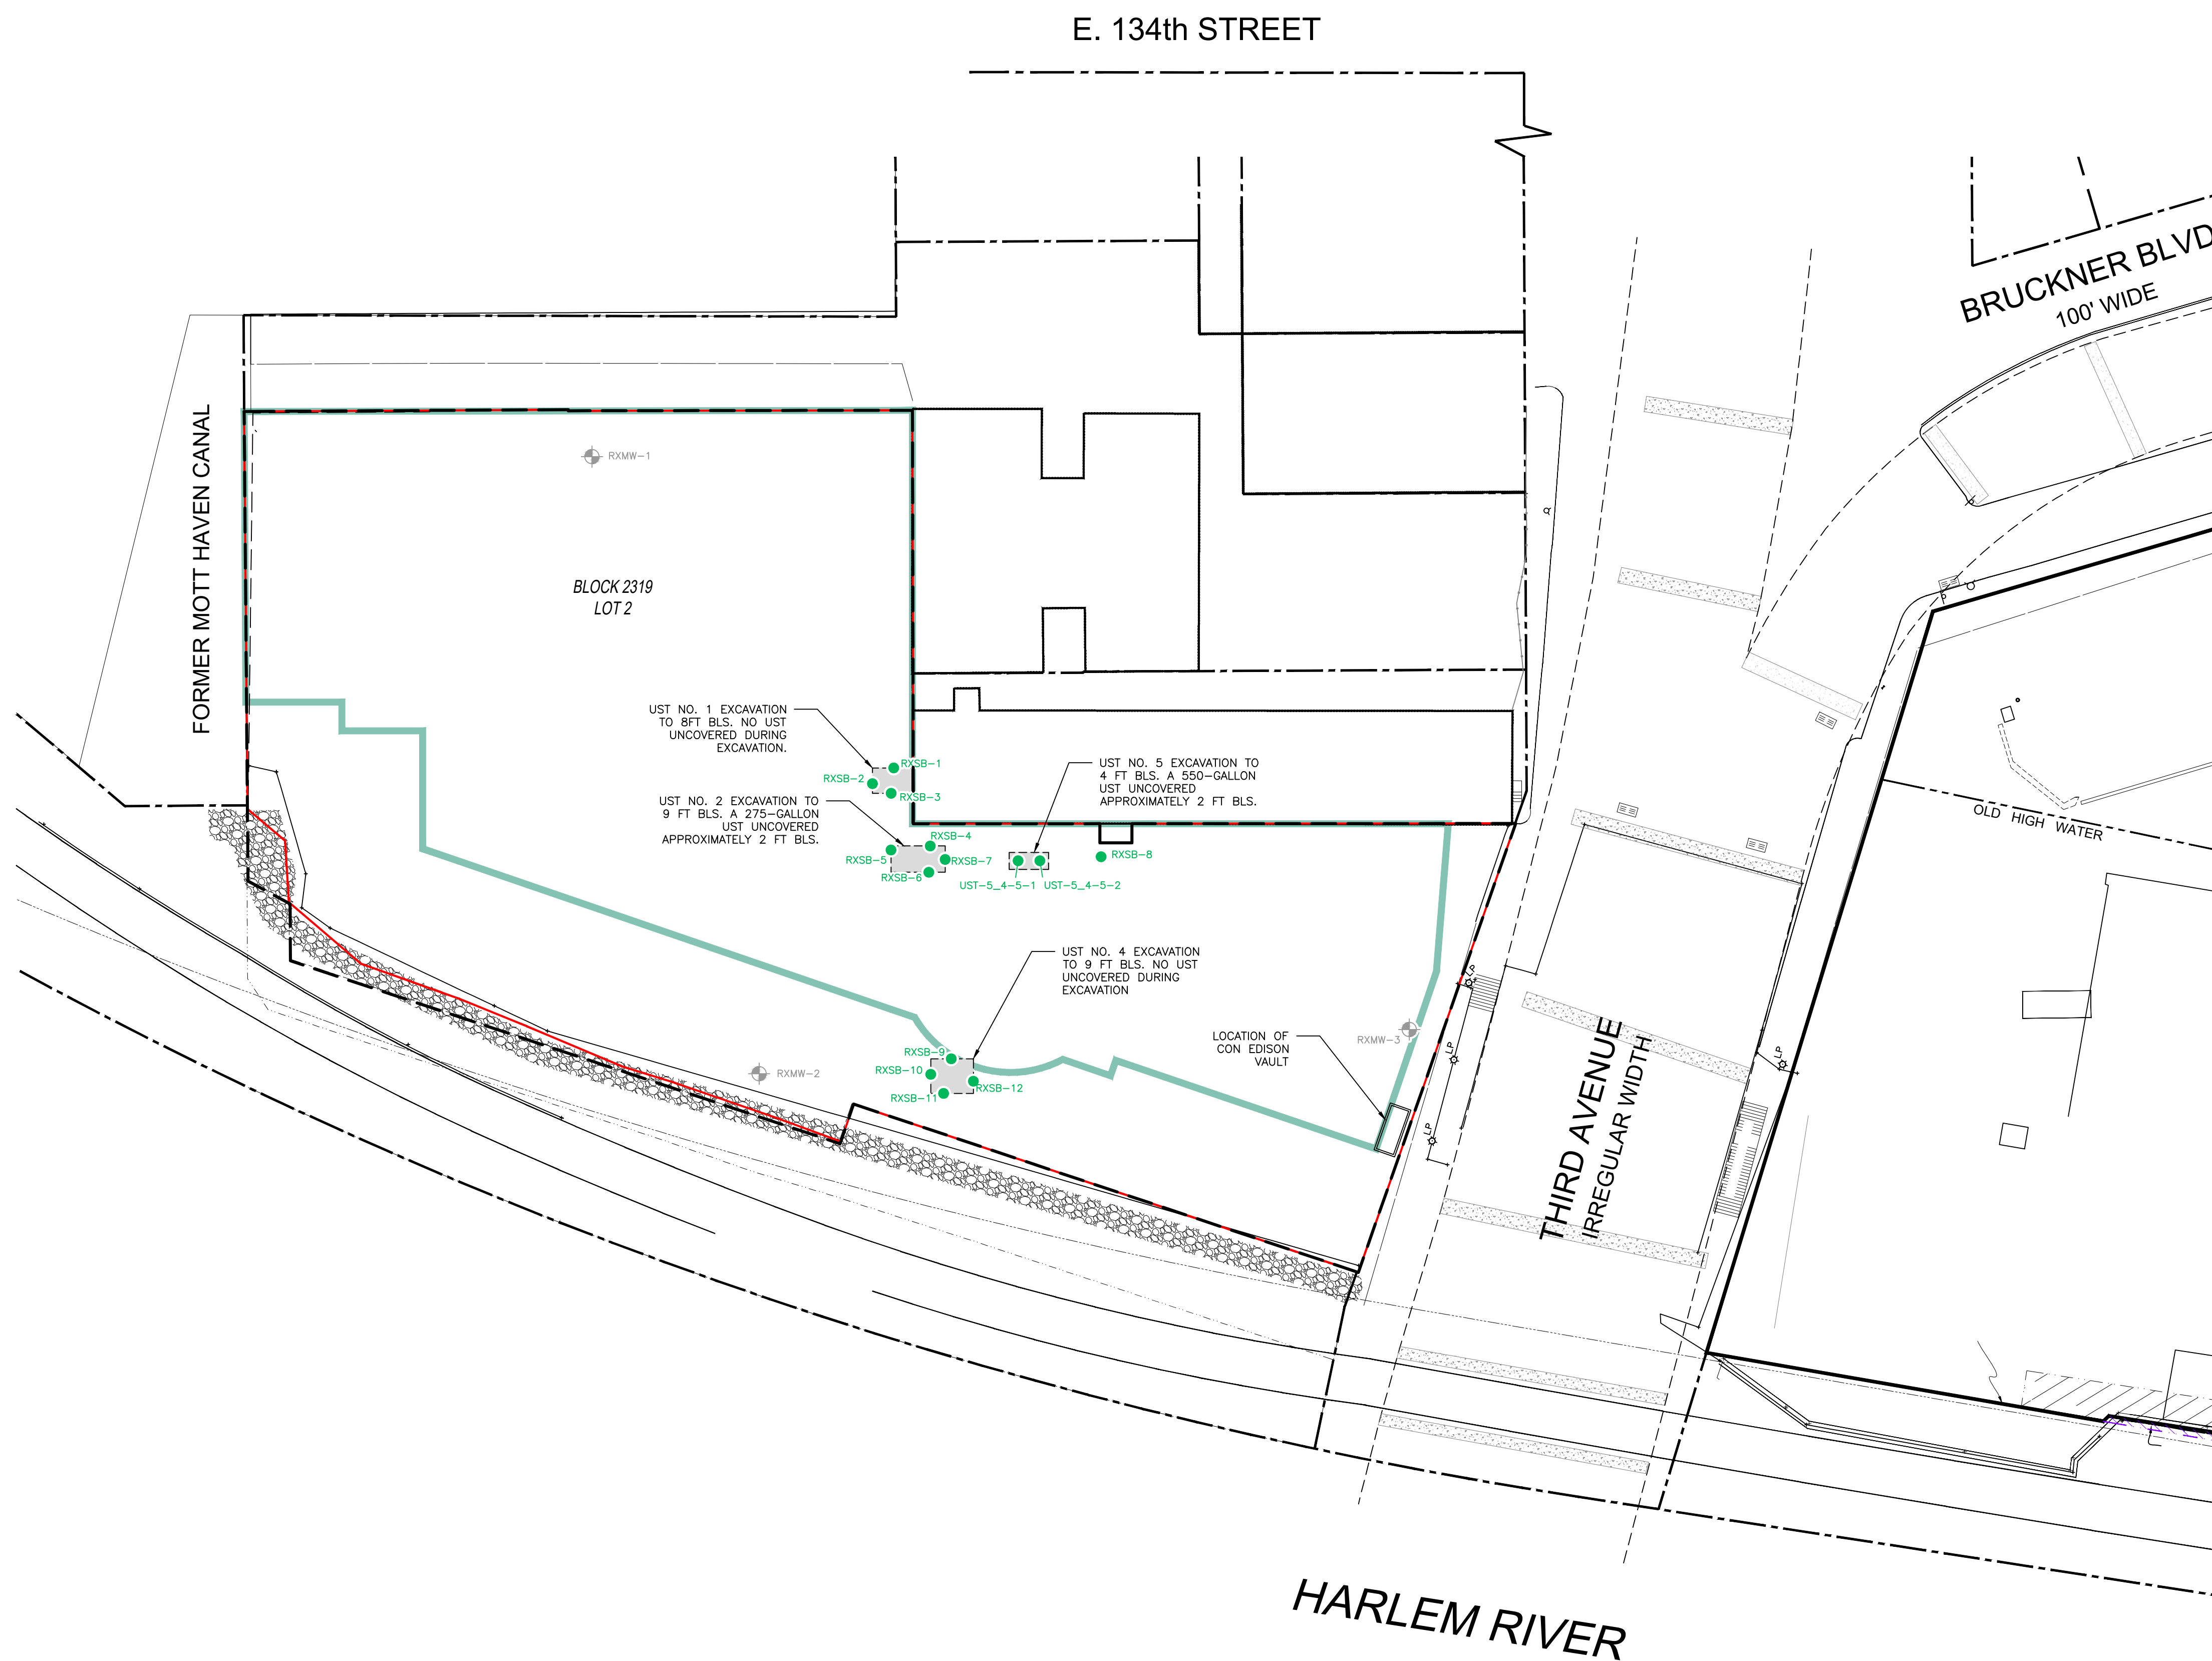 E. 134th STREET
BRUCKNER BLVD
100' WIDE
FORMER MOTT HAVEN CANAL
RXMW-1
BLOCK 2319
LOT 2
UST NO. 1 EXCAVATION
TO 8FT BLS. NO UST
UNCOVERED DURING
EXCAVATION.
RXSB-1
RXSB-2
RXSB-3
UST NO. 5 EXCAVATION TO
4 FT BLS. A 550-GALLON
UST UNCOVERED
APPROXIMATELY 2 FT BLS.
UST NO. 2 EXCAVATION TO
9 FT BLS. A 275-GALLON
UST UNCOVERED
APPROXIMATELY 2 FT BLS.
RXSB-4
RXSB-5
RXSB-7
RXSB-6
RXSB-8
UST-5_4-5-1
UST-5_4-5-2
OLD HIGH WATER
UST NO. 4 EXCAVATION
TO 9 FT BLS. NO UST
UNCOVERED DURING
EXCAVATION
LOCATION OF
CON EDISON
VAULT
RXMW-3
RXSB-9
RXSB-10
RXSB-12
RXSB-11
RXMW-2
LP
LP
LP
LP
THIRD AVENUE
IRREGULAR WIDTH
HARLEM RIVER